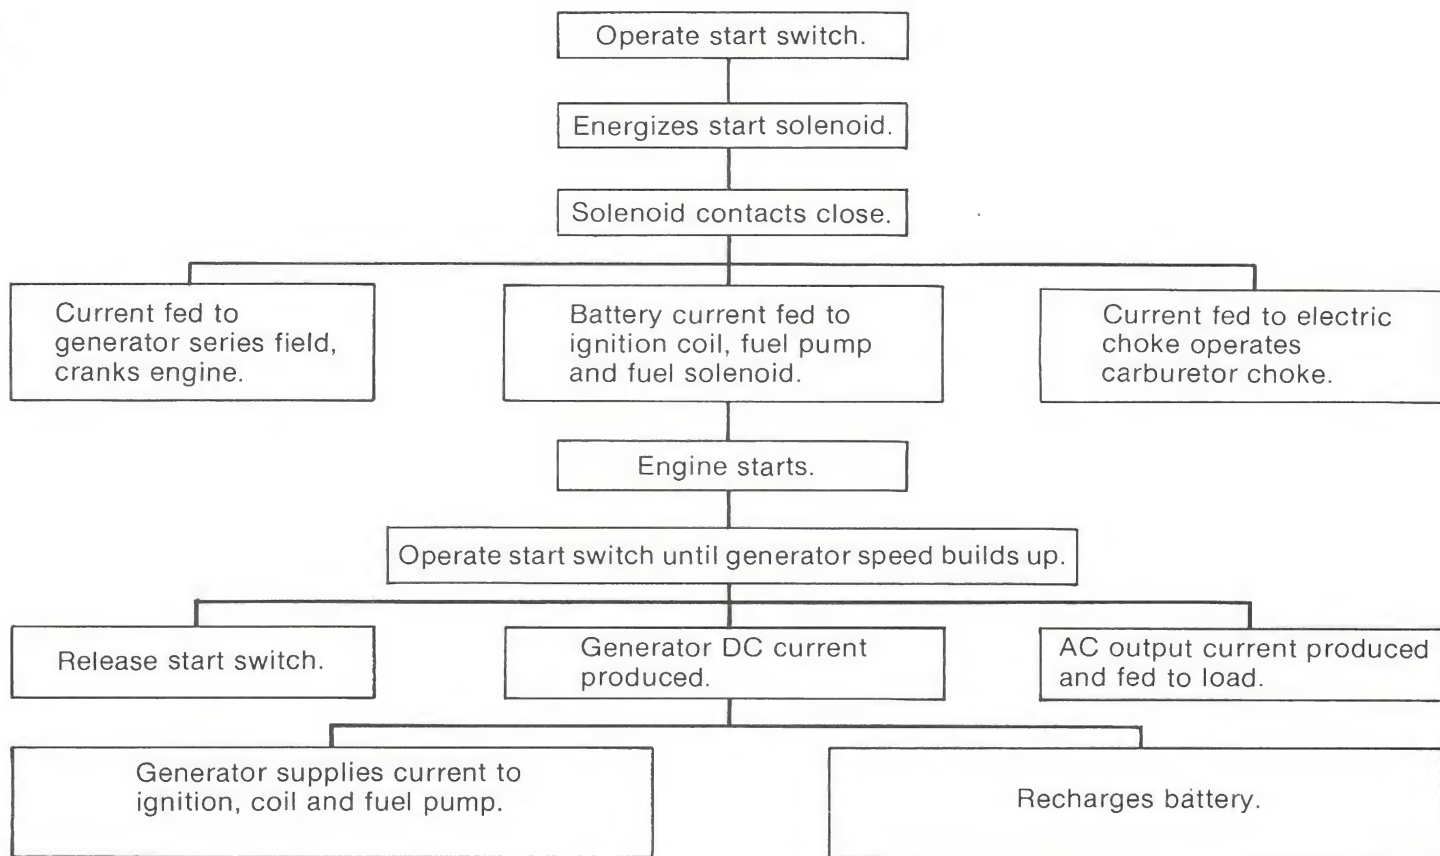 Operate start switch.
Energizes start solenoid.
Solenoid contacts close.
Current fed to
generator series field,
cranks engine.
Battery current fed to
ignition coil, fuel pump
and fuel solenoid.
Current fed to electric
choke operates
carburetor choke.
Engine starts.
Operate start switch until generator speed builds up.
Release start switch.
Generator DC current
produced.
AC output current produced
and fed to load.
Generator supplies current to
ignition, coil and fuel pump.
Recharges battery.